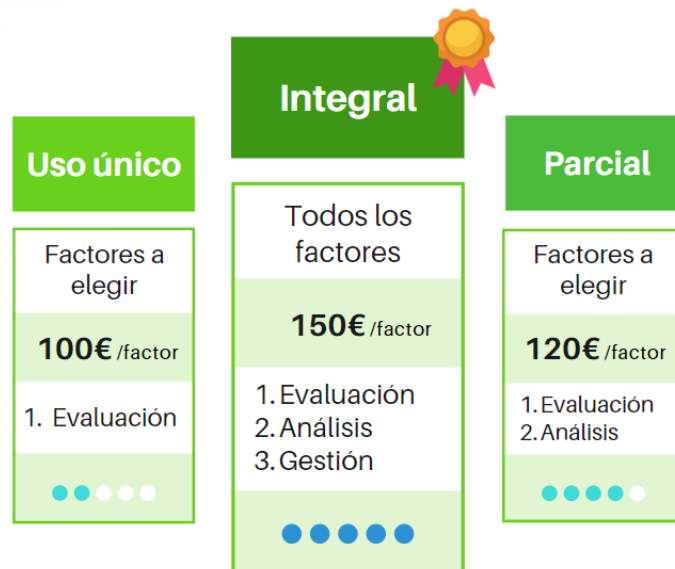 Uso único
Factores a
elegir
100€ /factor
1. Evaluación
Integral
Todos los
factores
150€ /factor
1. Evaluación
2. Análisis
3. Gestión
Parcial
Factores a
elegir
120€ /factor
1. Evaluación
2. Análisis